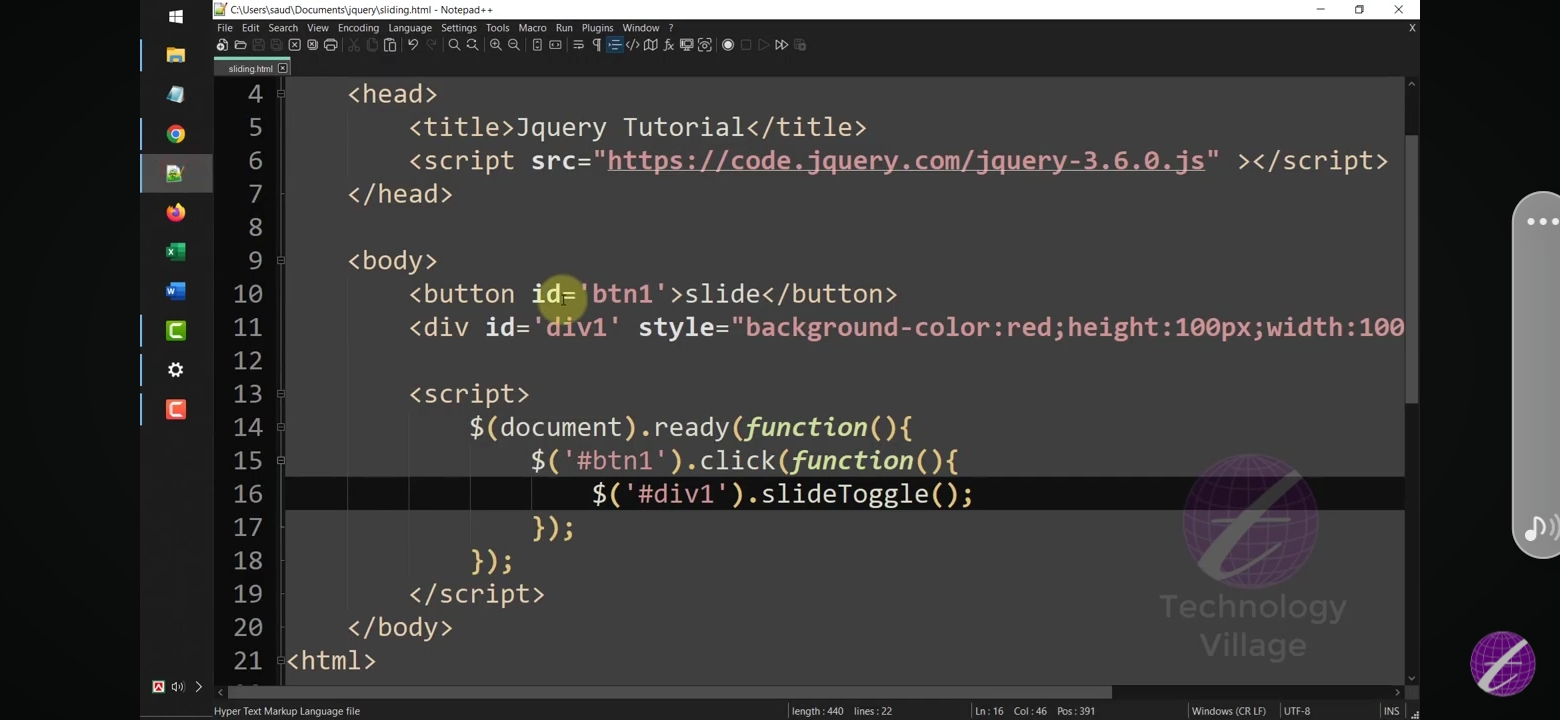 C:\Users\saud\Documents\jquery\sliding.html - Notepad++
File Edit Search View Encoding Language Settings Tools Macro Run Plugins Window ? X
sliding.html
4 <head>
5 <title>Jquery Tutorial</title>
6 <script src="https://code.jquery.com/jquery-3.6.0.js" ></script>
7 </head>
8
9 <body>
10 <button id='btn1'>slide</button>
11 <div id='div1' style="background-color:red;height:100px;width:100
12
13 <script>
14 $(document).ready(function(){
15 $('#btn1').click(function(){
16 $('#div1').slideToggle();
17 });
18 });
19 </script>
20 </body>
21 <html>
Technology
Village
Hyper Text Markup Language file length : 440 lines : 22 Ln : 16 Col : 46 Pos : 391 Windows (CR LF) UTF-8 INS